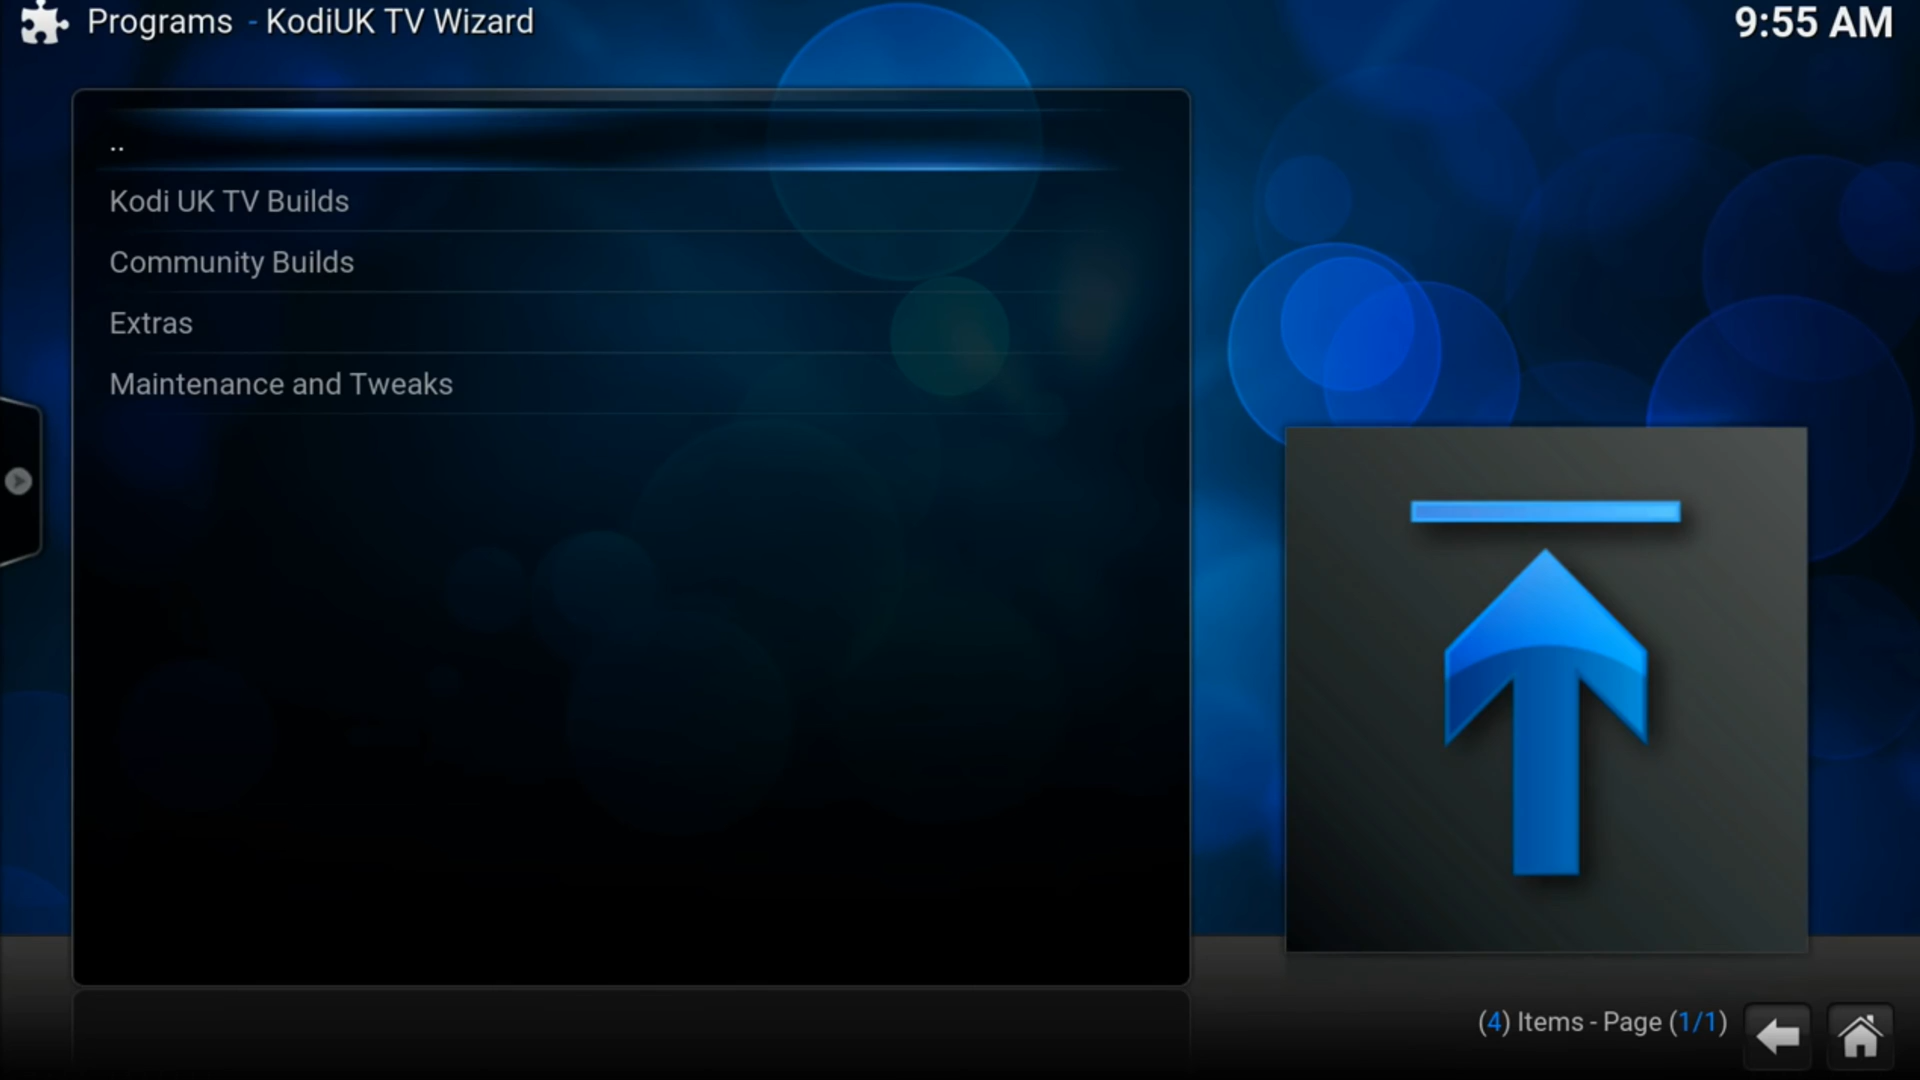 Programs - KodiUK TV Wizard
9:55 AM
..
Kodi UK TV Builds
Community Builds
Extras
Maintenance and Tweaks
(4) Items - Page (1/1)